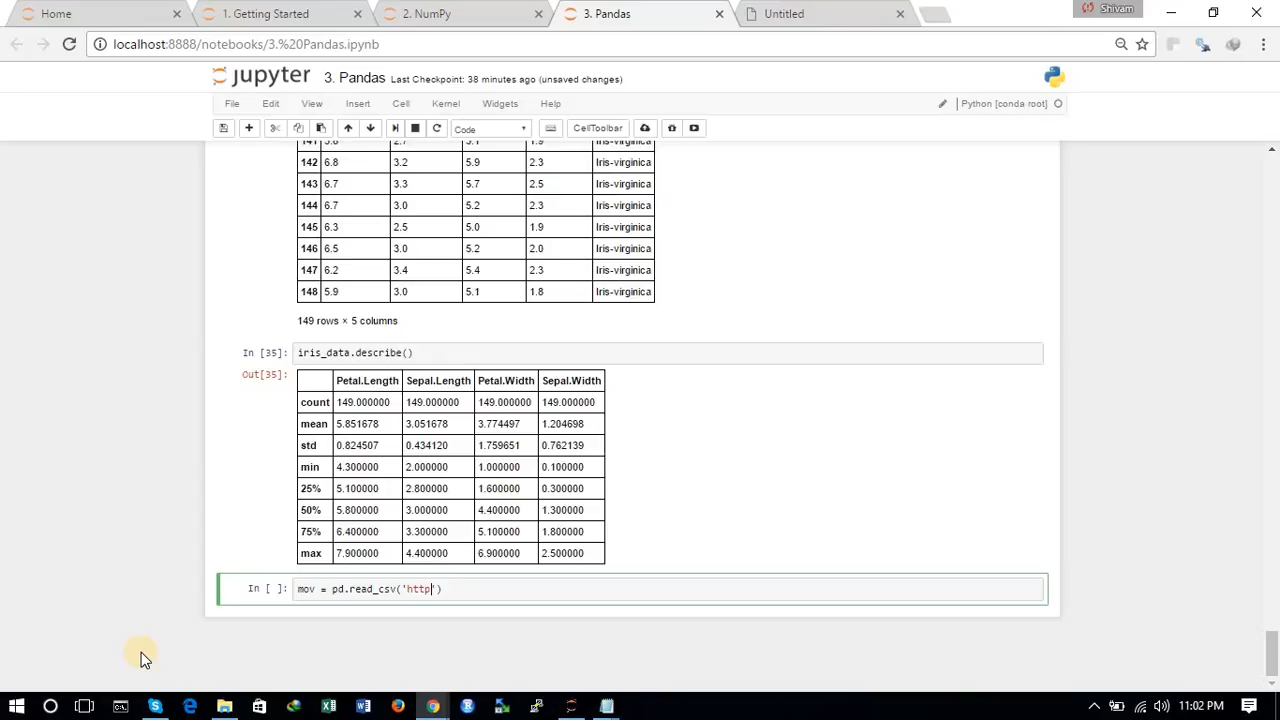 Home
1. Getting Started
2. NumPy
3. Pandas
Untitled
Shivam
localhost:8888/notebooks/3.%20Pandas.ipynb
jupyter 3. Pandas Last Checkpoint: 38 minutes ago (unsaved changes)
File Edit View Insert Cell Kernel Widgets Help
Python [conda root]
Code
CellToolbar
141 5.8 2.7 5.1 1.9 Iris-virginica
142 6.8 3.2 5.9 2.3 Iris-virginica
143 6.7 3.3 5.7 2.5 Iris-virginica
144 6.7 3.0 5.2 2.3 Iris-virginica
145 6.3 2.5 5.0 1.9 Iris-virginica
146 6.5 3.0 5.2 2.0 Iris-virginica
147 6.2 3.4 5.4 2.3 Iris-virginica
148 5.9 3.0 5.1 1.8 Iris-virginica
149 rows × 5 columns
In [35]: iris_data.describe()
Out[35]:
Petal.Length Sepal.Length Petal.Width Sepal.Width
count 149.000000 149.000000 149.000000 149.000000
mean 5.851678 3.051678 3.774497 1.204698
std 0.824507 0.434120 1.759651 0.762139
min 4.300000 2.000000 1.000000 0.100000
25% 5.100000 2.800000 1.600000 0.300000
50% 5.800000 3.000000 4.400000 1.300000
75% 6.400000 3.300000 5.100000 1.800000
max 7.900000 4.400000 6.900000 2.500000
In [ ]: mov = pd.read_csv('http')
11:02 PM